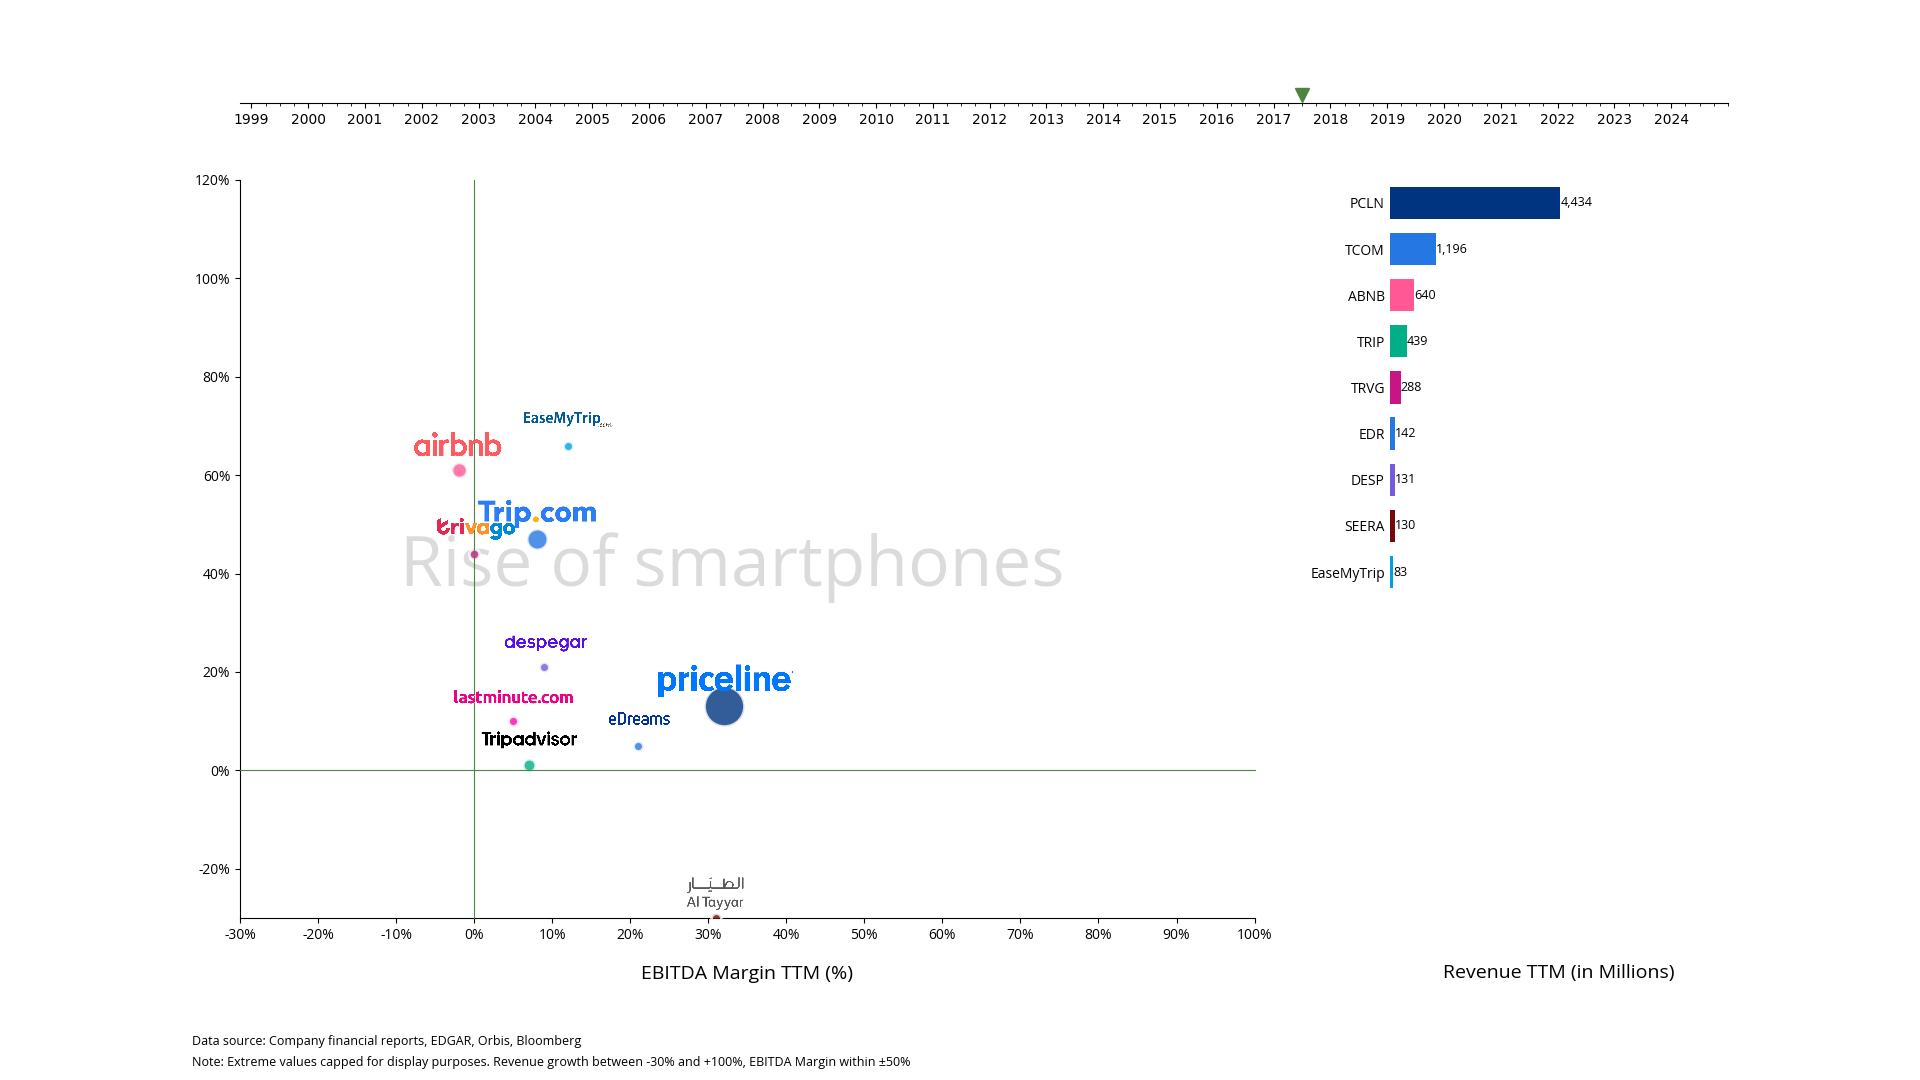 1999 2000 2001 2002 2003 2004 2005 2006 2007 2008 2009 2010 2011 2012 2013 2014 2015 2016 2017 2018 2019 2020 2021 2022 2023 2024
120%
100%
80%
60%
40%
20%
0%
-20%
EaseMyTrip.com
airbnb
Trip.com
trivago
Rise of smartphones
despegar
priceline
lastminute.com
eDreams
Tripadvisor
الطيّار
Al Tayyar
-30% -20% -10% 0% 10% 20% 30% 40% 50% 60% 70% 80% 90% 100%
EBITDA Margin TTM (%)
PCLN 4,434
TCOM 1,196
ABNB 640
TRIP 439
TRVG 288
EDR 142
DESP 131
SEERA 130
EaseMyTrip 83
Revenue TTM (in Millions)
Data source: Company financial reports, EDGAR, Orbis, Bloomberg
Note: Extreme values capped for display purposes. Revenue growth between -30% and +100%, EBITDA Margin within ±50%